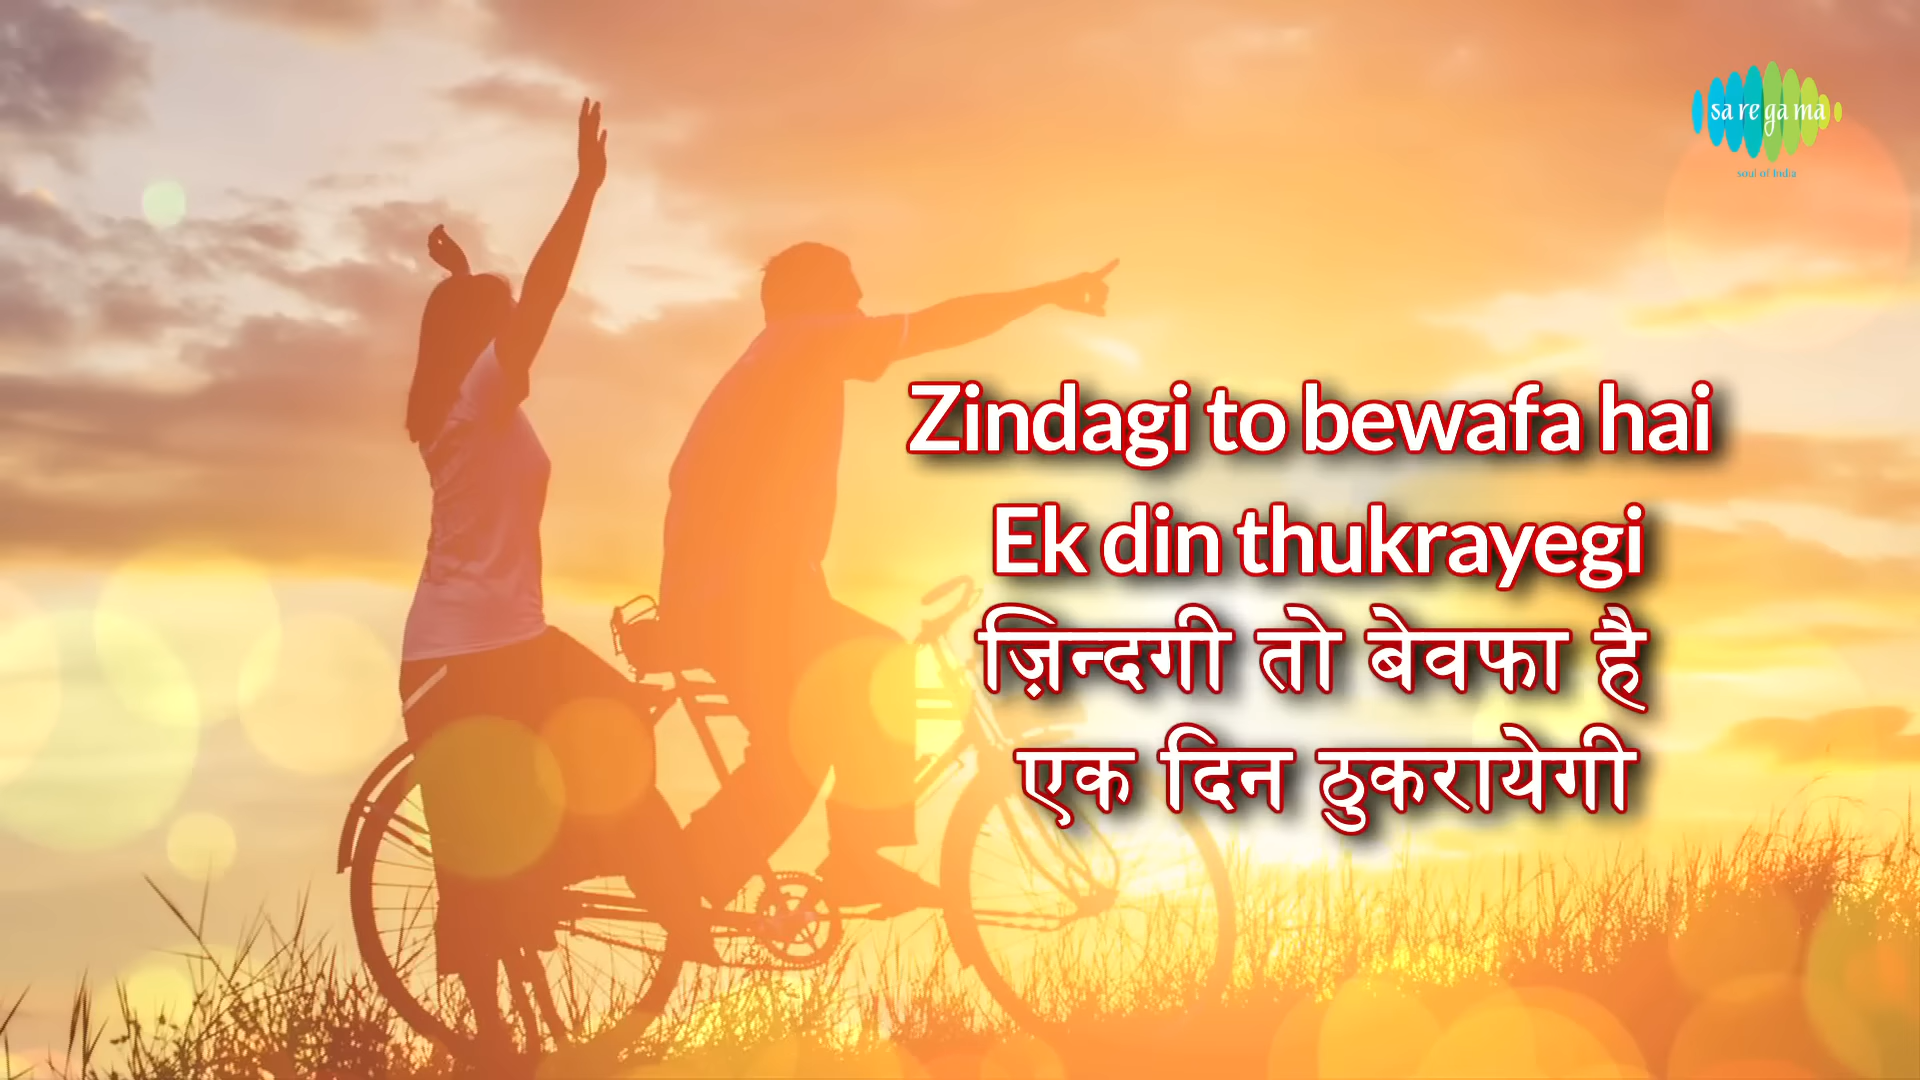 sa re ga ma
soul of India
Zindagi to bewafa hai
Ek din thukrayegi
ज़िन्दगी तो बेवफा है
एक दिन ठुकरायेगी